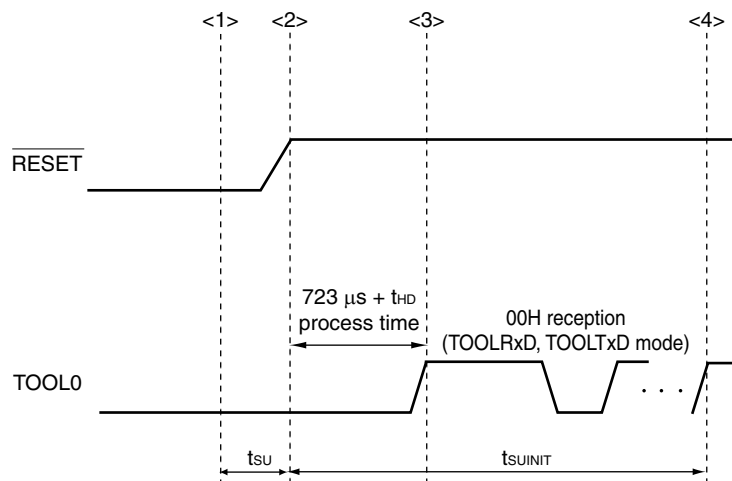 <1> <2> <3> <4>
RESET
723 µs + tHD
process time
00H reception
(TOOLRxD, TOOLTxD mode)
TOOL0
. . .
tSU
tSUINIT